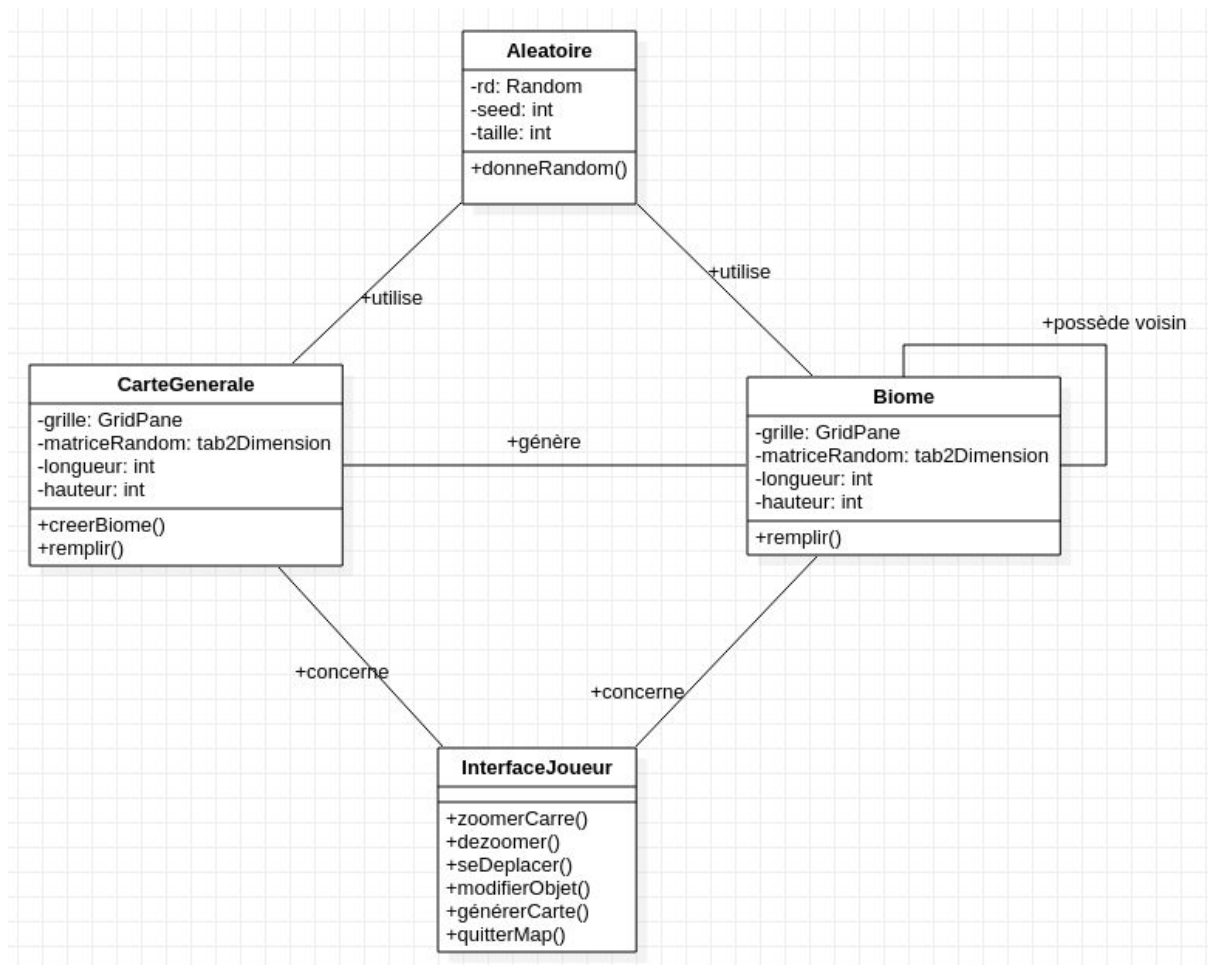 Aleatoire
-rd: Random
-seed: int
-taille: int
+donneRandom()
+utilise
+utilise
+possède voisin
CarteGenerale
-grille: GridPane
-matriceRandom: tab2Dimension
-longueur: int
-hauteur: int
+creerBiome()
+remplir()
+génère
Biome
-grille: GridPane
-matriceRandom: tab2Dimension
-longueur: int
-hauteur: int
+remplir()
+concerne
+concerne
InterfaceJoueur
+zoomerCarre()
+dezoomer()
+seDeplacer()
+modifierObjet()
+générerCarte()
+quitterMap()